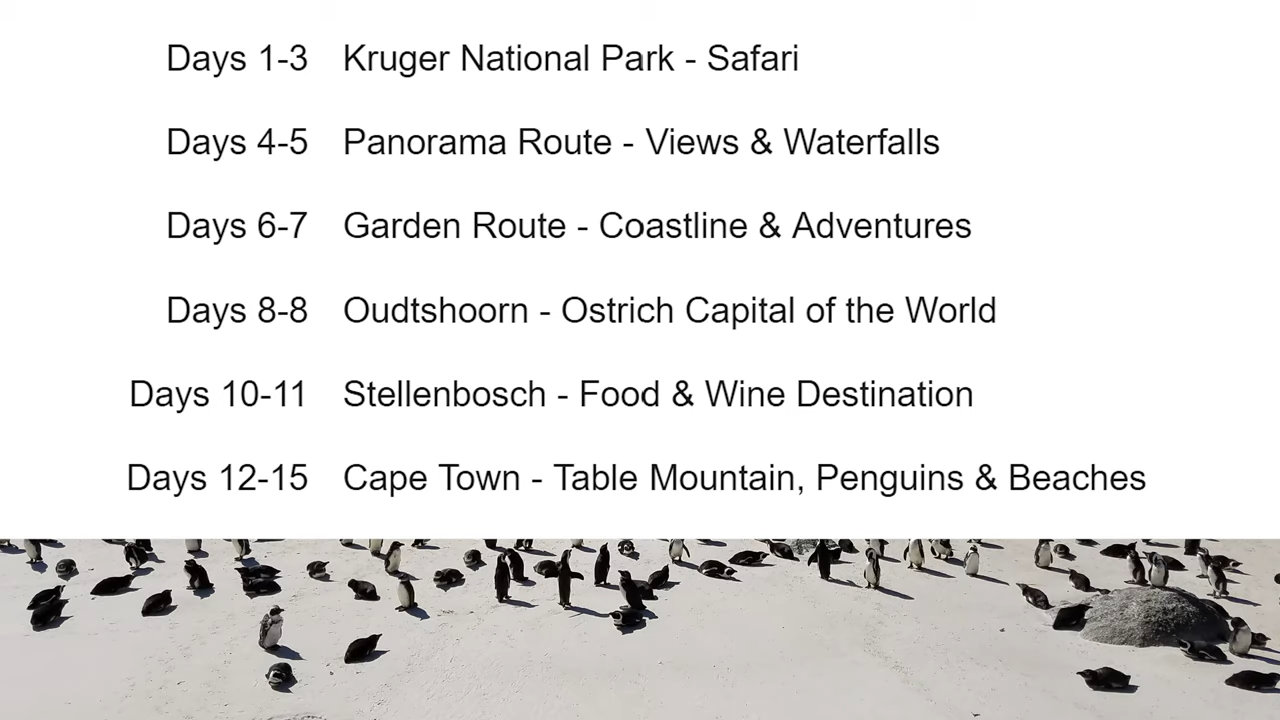 Days 1-3 Kruger National Park - Safari
Days 4-5 Panorama Route - Views & Waterfalls
Days 6-7 Garden Route - Coastline & Adventures
Days 8-8 Oudtshoorn - Ostrich Capital of the World
Days 10-11 Stellenbosch - Food & Wine Destination
Days 12-15 Cape Town - Table Mountain, Penguins & Beaches